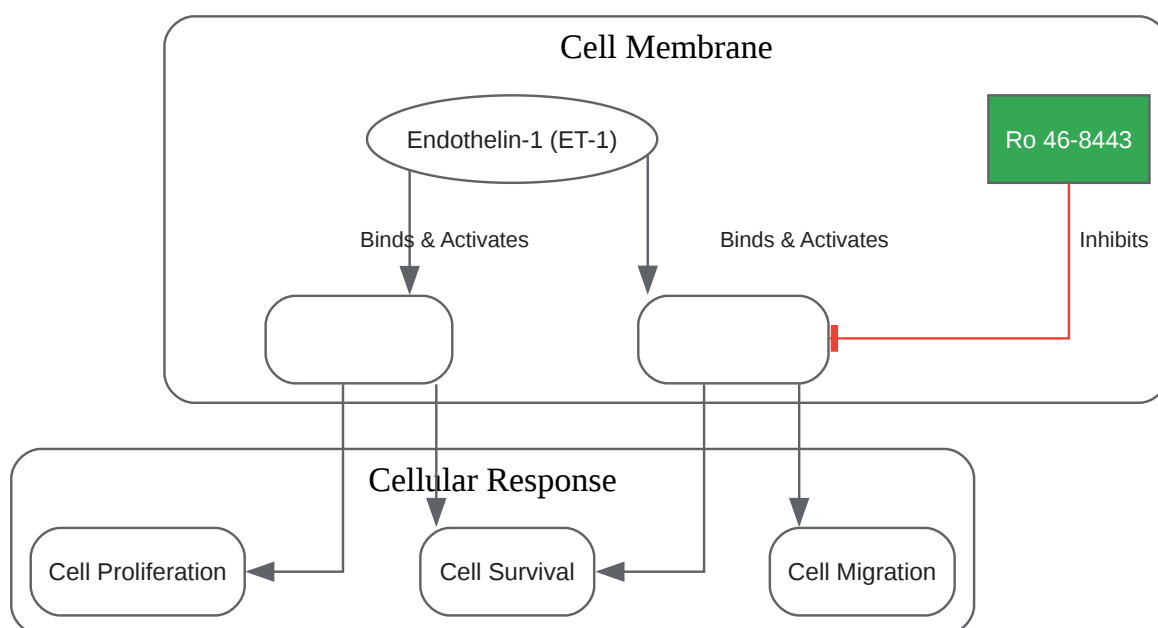 Cell Membrane
Endothelin-1 (ET-1)
Ro 46-8443
Binds & Activates
Binds & Activates
Inhibits
Cellular Response
Cell Proliferation
Cell Survival
Cell Migration